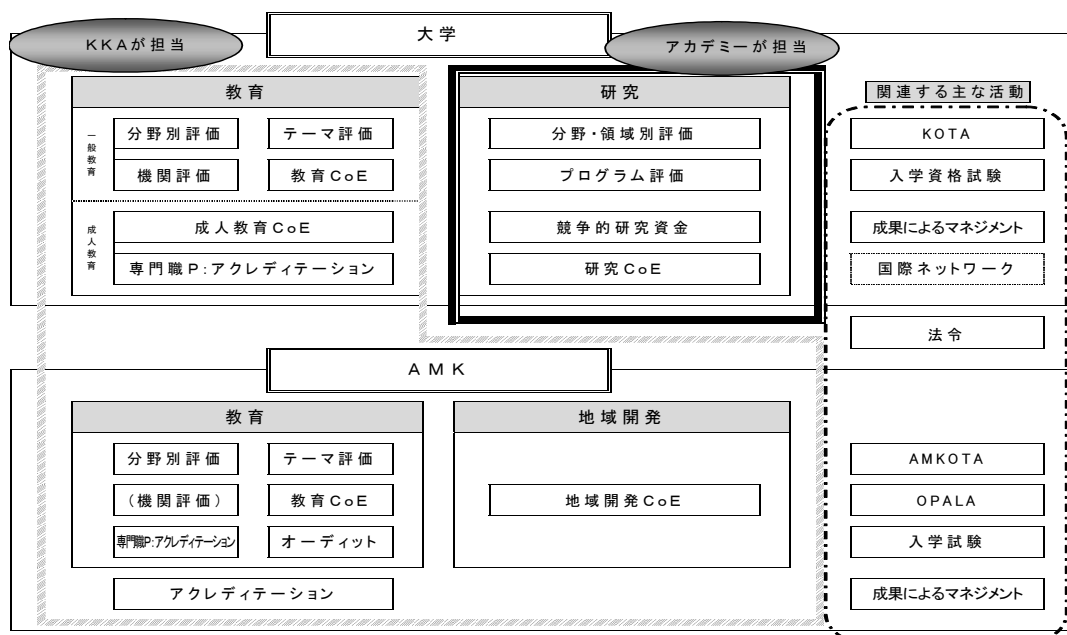 大学
KKAが担当
アカデミーが担当
教育
一般教育
分野別評価
テーマ評価
機関評価
教育CoE
成人教育
成人教育CoE
専門職P:アクレディテーション
研究
分野・領域別評価
プログラム評価
競争的研究資金
研究CoE
関連する主な活動
KOTA
入学資格試験
成果によるマネジメント
国際ネットワーク
法令
AMK
教育
分野別評価
テーマ評価
(機関評価)
教育CoE
専門職P:アクレディテーション
オーディット
アクレディテーション
地域開発
地域開発CoE
AMKOTA
OPALA
入学試験
成果によるマネジメント